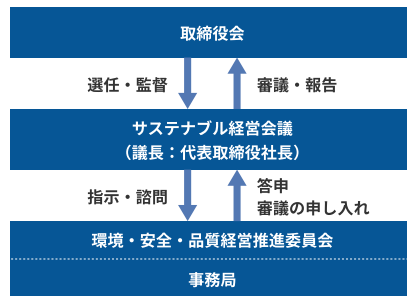 取締役会
選任・監督
審議・報告
サステナブル経営会議
（議長：代表取締役社長）
指示・諮問
答申
審議の申し入れ
環境・安全・品質経営推進委員会
事務局